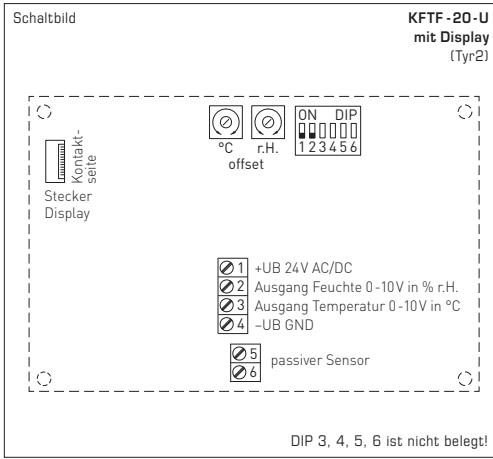 Schaltbild
KFTF-20-U
mit Display
(Tyr2)
ON DIP
1 2 3 4 5 6
°C r.H.
offset
Kontakt-
seite
Stecker
Display
1 +UB 24V AC/DC
2 Ausgang Feuchte 0-10V in % r.H.
3 Ausgang Temperatur 0-10V in °C
4 –UB GND
5
6
passiver Sensor
DIP 3, 4, 5, 6 ist nicht belegt!